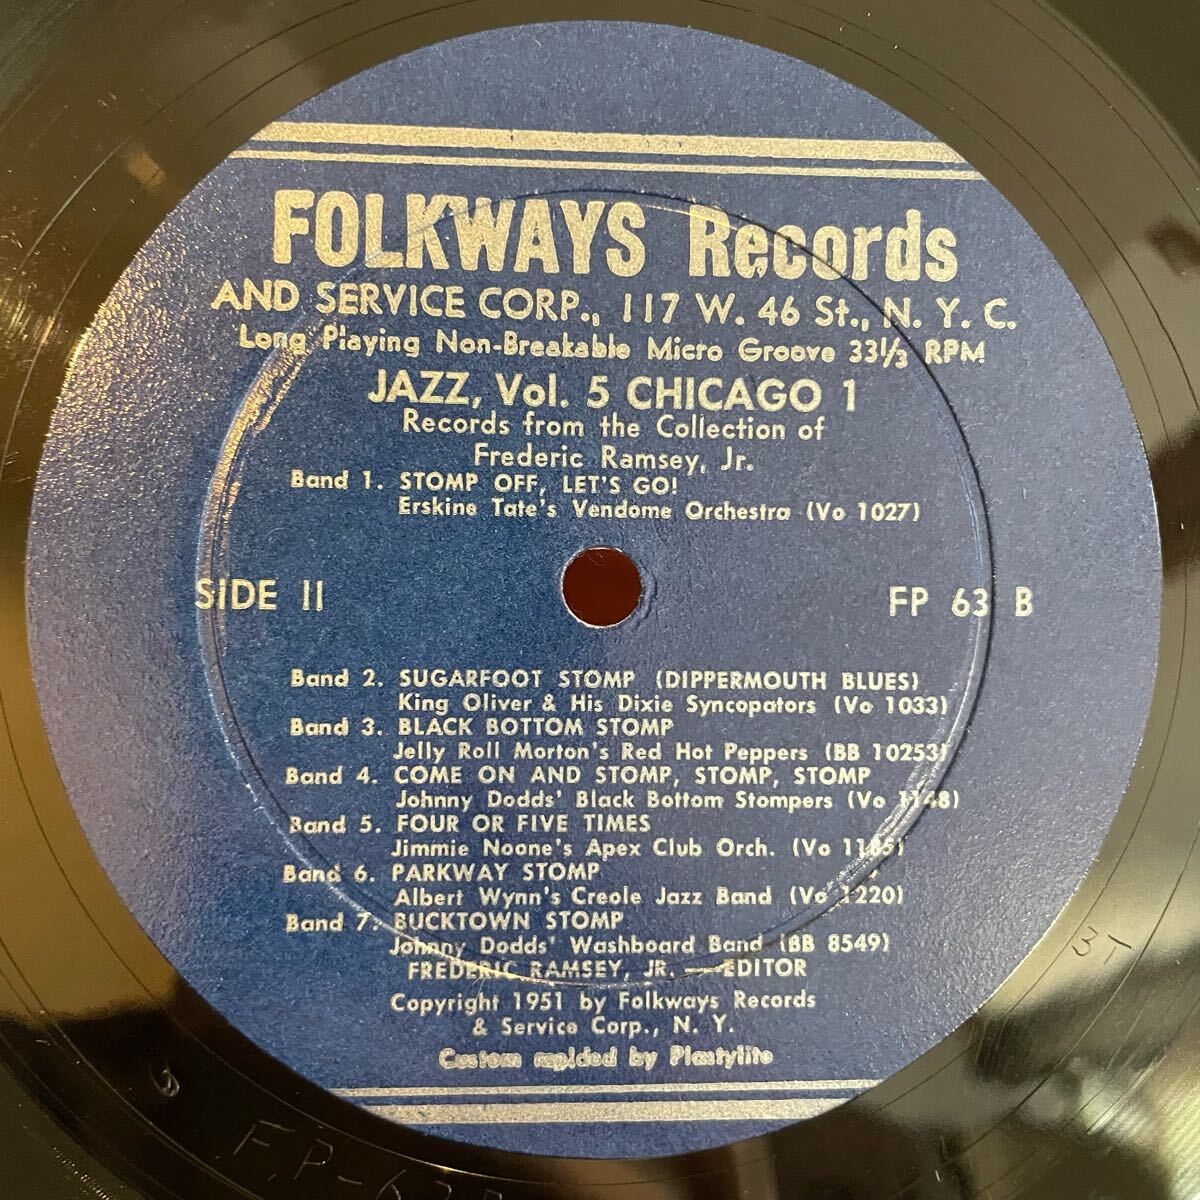 FOLKWAYS Records
AND SERVICE CORP., 117 W. 46 St., N. Y. C.
Long Playing Non-Breakable Micro Groove 33⅓ RPM
JAZZ, Vol. 5 CHICAGO 1
Records from the Collection of
Frederic Ramsey, Jr.
Band 1. STOMP OFF, LET'S GO!
Erskine Tate's Vendome Orchestra (Vo 1027)
SIDE II FP 63 B
Band 2. SUGARFOOT STOMP (DIPPERMOUTH BLUES)
King Oliver & His Dixie Syncopators (Vo 1033)
Band 3. BLACK BOTTOM STOMP
Jelly Roll Morton's Red Hot Peppers (BB 10253)
Band 4. COME ON AND STOMP, STOMP, STOMP
Johnny Dodds' Black Bottom Stompers (Vo 1148)
Band 5. FOUR OR FIVE TIMES
Jimmie Noone's Apex Club Orch. (Vo 1185)
Band 6. PARKWAY STOMP
Albert Wynn's Creole Jazz Band (Vo 1220)
Band 7. BUCKTOWN STOMP
Johnny Dodds' Washboard Band (BB 8549)
FREDERIC RAMSEY, JR. — EDITOR
Copyright 1951 by Folkways Records
& Service Corp., N. Y.
Custom molded by Plastylite